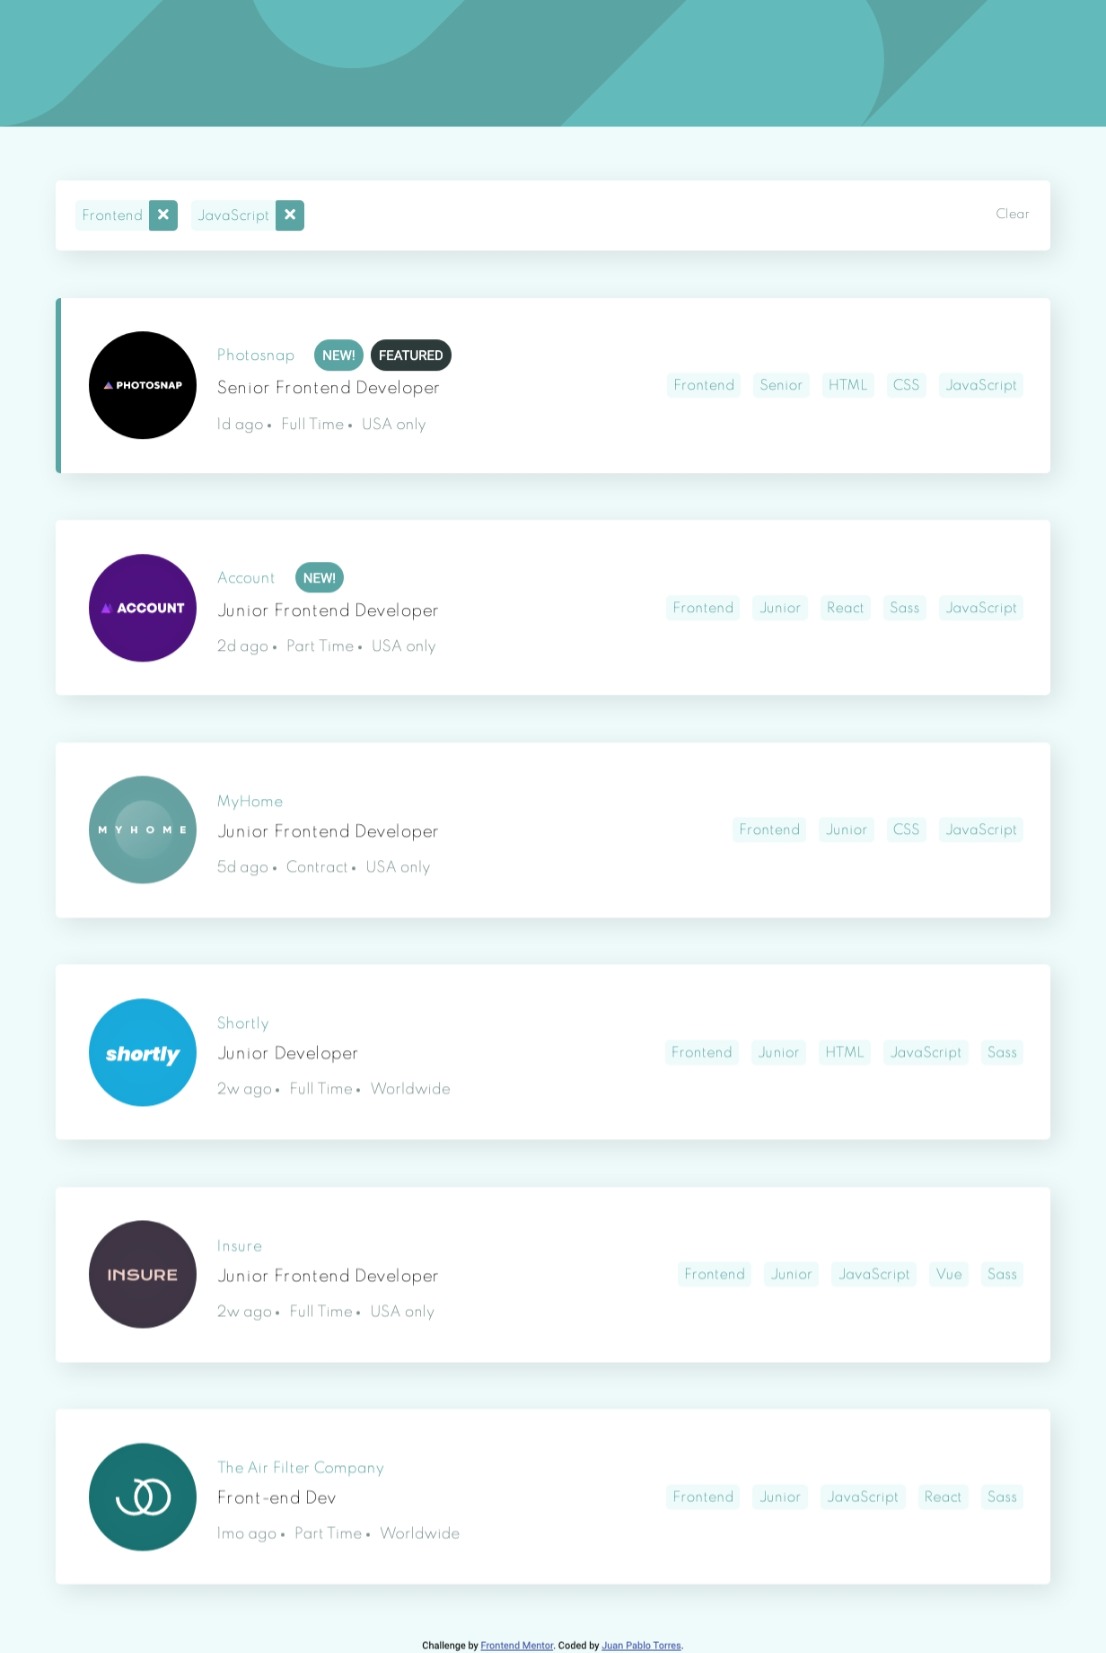 Frontend JavaScript Clear
PHOTOSNAP
Photosnap NEW! FEATURED
Senior Frontend Developer
1d ago • Full Time • USA only
Frontend Senior HTML CSS JavaScript
ACCOUNT
Account NEW!
Junior Frontend Developer
2d ago • Part Time • USA only
Frontend Junior React Sass JavaScript
MYHOME
MyHome
Junior Frontend Developer
5d ago • Contract • USA only
Frontend Junior CSS JavaScript
shortly
Shortly
Junior Developer
2w ago • Full Time • Worldwide
Frontend Junior HTML JavaScript Sass
INSURE
Insure
Junior Frontend Developer
2w ago • Full Time • USA only
Frontend Junior JavaScript Vue Sass
The Air Filter Company
Front-end Dev
1mo ago • Part Time • Worldwide
Frontend Junior JavaScript React Sass
Challenge by Frontend Mentor. Coded by Juan Pablo Torres.